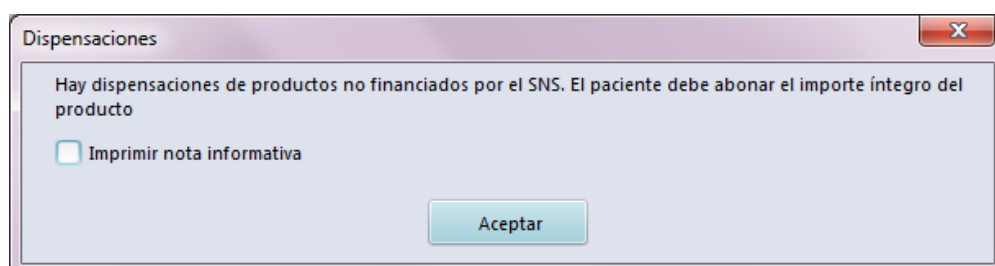 Dispensaciones
Hay dispensaciones de productos no financiados por el SNS. El paciente debe abonar el importe íntegro del
producto
Imprimir nota informativa
Aceptar